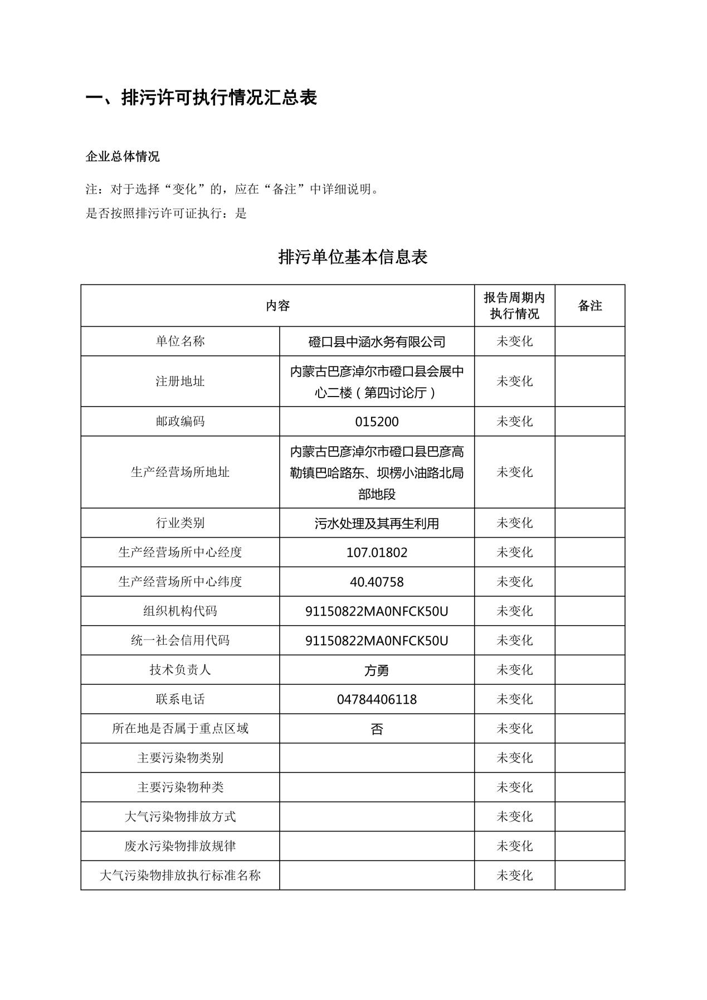 一、排污许可执行情况汇总表
企业总体情况
注：对于选择“变化”的，应在“备注”中详细说明。
是否按照排污许可证执行：是
排污单位基本信息表
内容 报告周期内执行情况 备注
单位名称 磴口县中涵水务有限公司 未变化
注册地址 内蒙古巴彦淖尔市磴口县会展中心二楼（第四讨论厅） 未变化
邮政编码 015200 未变化
生产经营场所地址 内蒙古巴彦淖尔市磴口县巴彦高勒镇巴哈路东、坝楞小油路北局部地段 未变化
行业类别 污水处理及其再生利用 未变化
生产经营场所中心经度 107.01802 未变化
生产经营场所中心纬度 40.40758 未变化
组织机构代码 91150822MA0NFCK50U 未变化
统一社会信用代码 91150822MA0NFCK50U 未变化
技术负责人 方勇 未变化
联系电话 04784406118 未变化
所在地是否属于重点区域 否 未变化
主要污染物类别 未变化
主要污染物种类 未变化
大气污染物排放方式 未变化
废水污染物排放规律 未变化
大气污染物排放执行标准名称 未变化